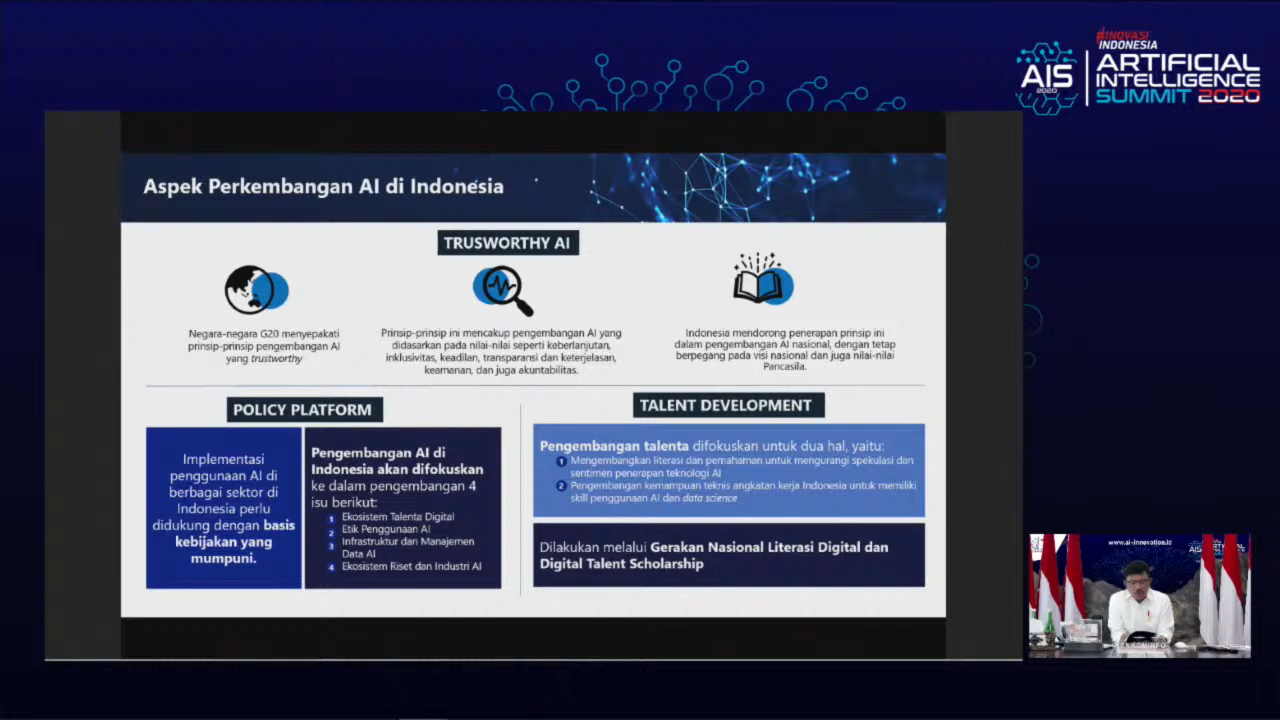 #INOVASI
INDONESIA
AIS
2020
ARTIFICIAL
INTELLIGENCE
SUMMIT 2020
Aspek Perkembangan AI di Indonesia
TRUSWORTHY AI
Negara-negara G20 menyepakati
prinsip-prinsip pengembangan AI
yang trustworthy
Prinsip-prinsip ini mencakup pengembangan AI yang
didasarkan pada nilai-nilai seperti keberlanjutan,
inklusivitas, keadilan, transparansi dan keterjelasan,
keamanan, dan juga akuntabilitas.
Indonesia mendorong penerapan prinsip ini
dalam pengembangan AI nasional, dengan tetap
berpegang pada visi nasional dan juga nilai-nilai
Pancasila.
POLICY PLATFORM
Implementasi
penggunaan AI di
berbagai sektor di
Indonesia perlu
didukung dengan basis
kebijakan yang
mumpuni.
Pengembangan AI di
Indonesia akan difokuskan
ke dalam pengembangan 4
isu berikut:
1 Ekosistem Talenta Digital
2 Etik Penggunaan AI
3 Infrastruktur dan Manajemen
Data AI
4 Ekosistem Riset dan Industri AI
TALENT DEVELOPMENT
Pengembangan talenta difokuskan untuk dua hal, yaitu:
1 Mengembangkan literasi dan pemahaman untuk mengurangi spekulasi dan
sentimen penerapan teknologi AI
2 Pengembangan kemampuan teknis angkatan kerja Indonesia untuk memiliki
skill penggunaan AI dan data science
Dilakukan melalui Gerakan Nasional Literasi Digital dan
Digital Talent Scholarship
www.ai-innovation.id